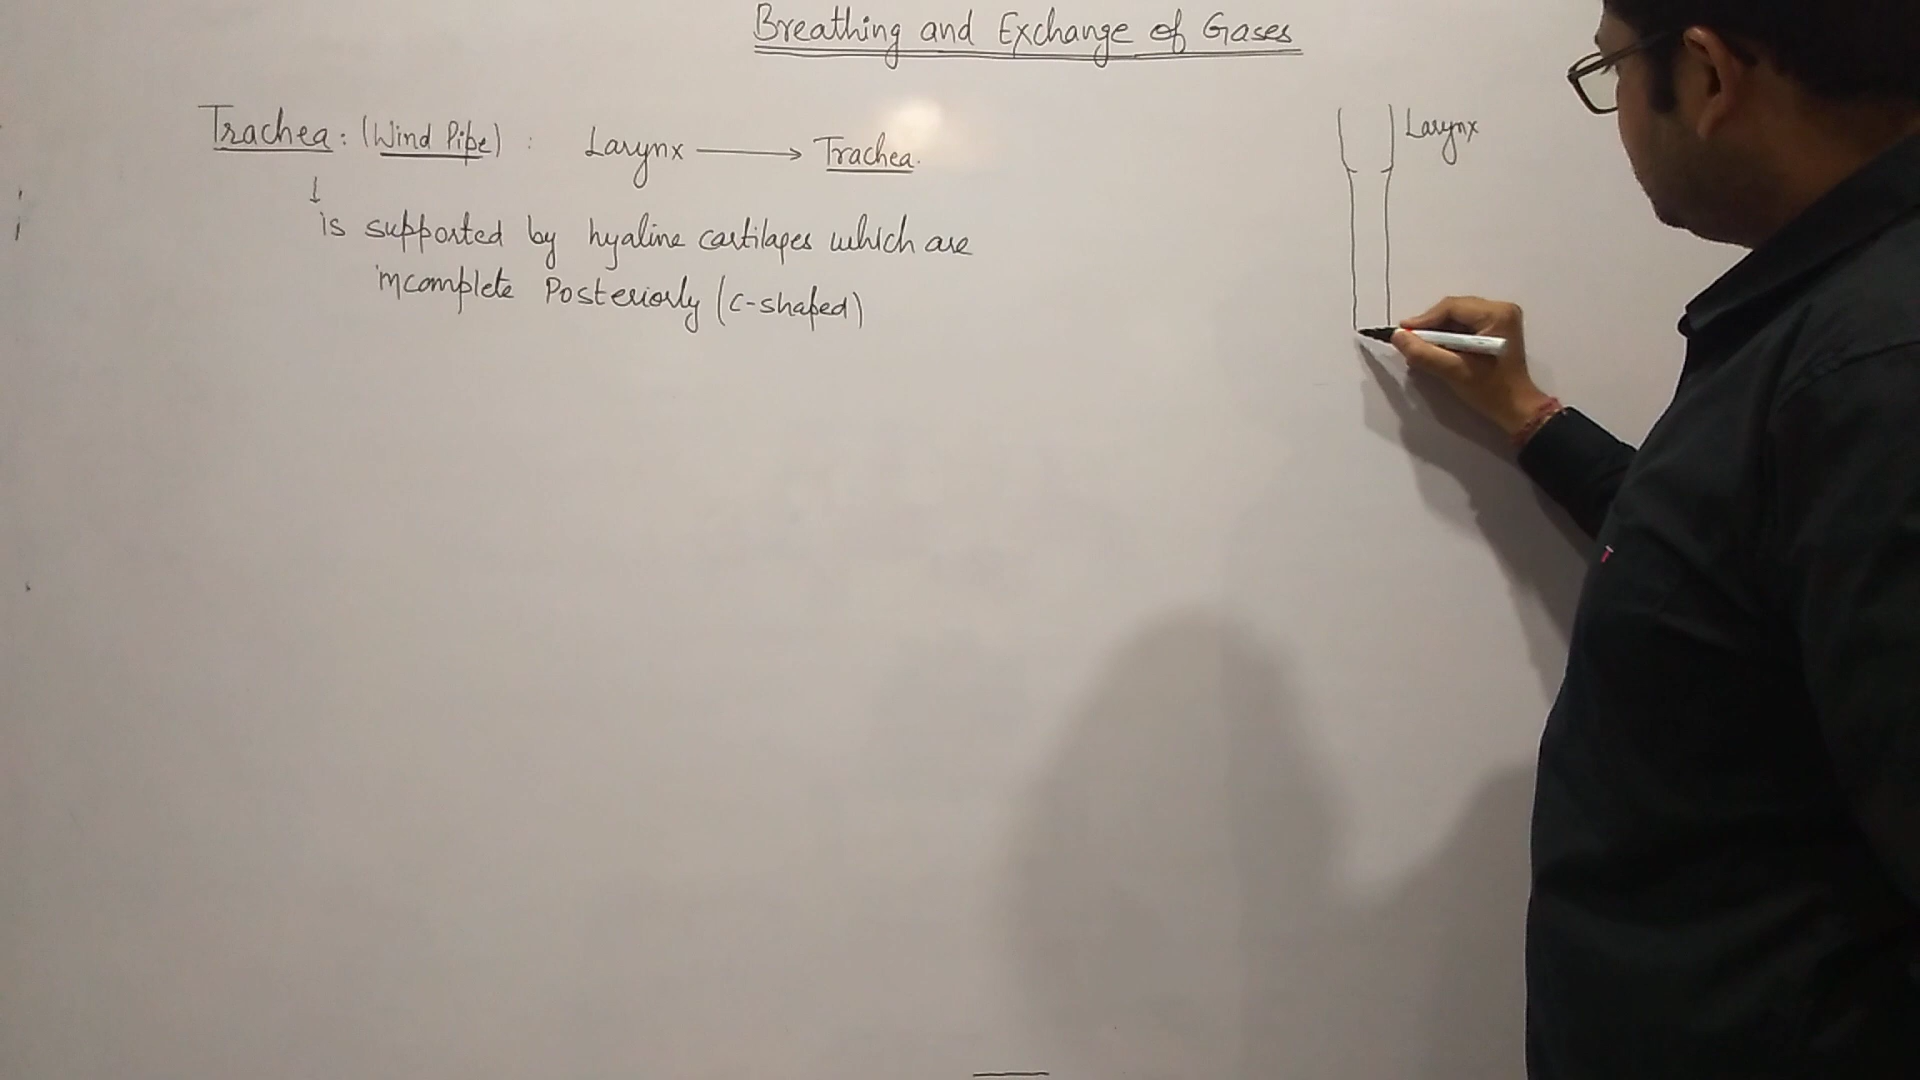 Breathing and Exchange of Gases
Trachea: (Wind Pipe) : Larynx ⟶ Trachea.
↓
is supported by hyaline cartilages which are
incomplete Posteriorly (C-shaped)
Larynx